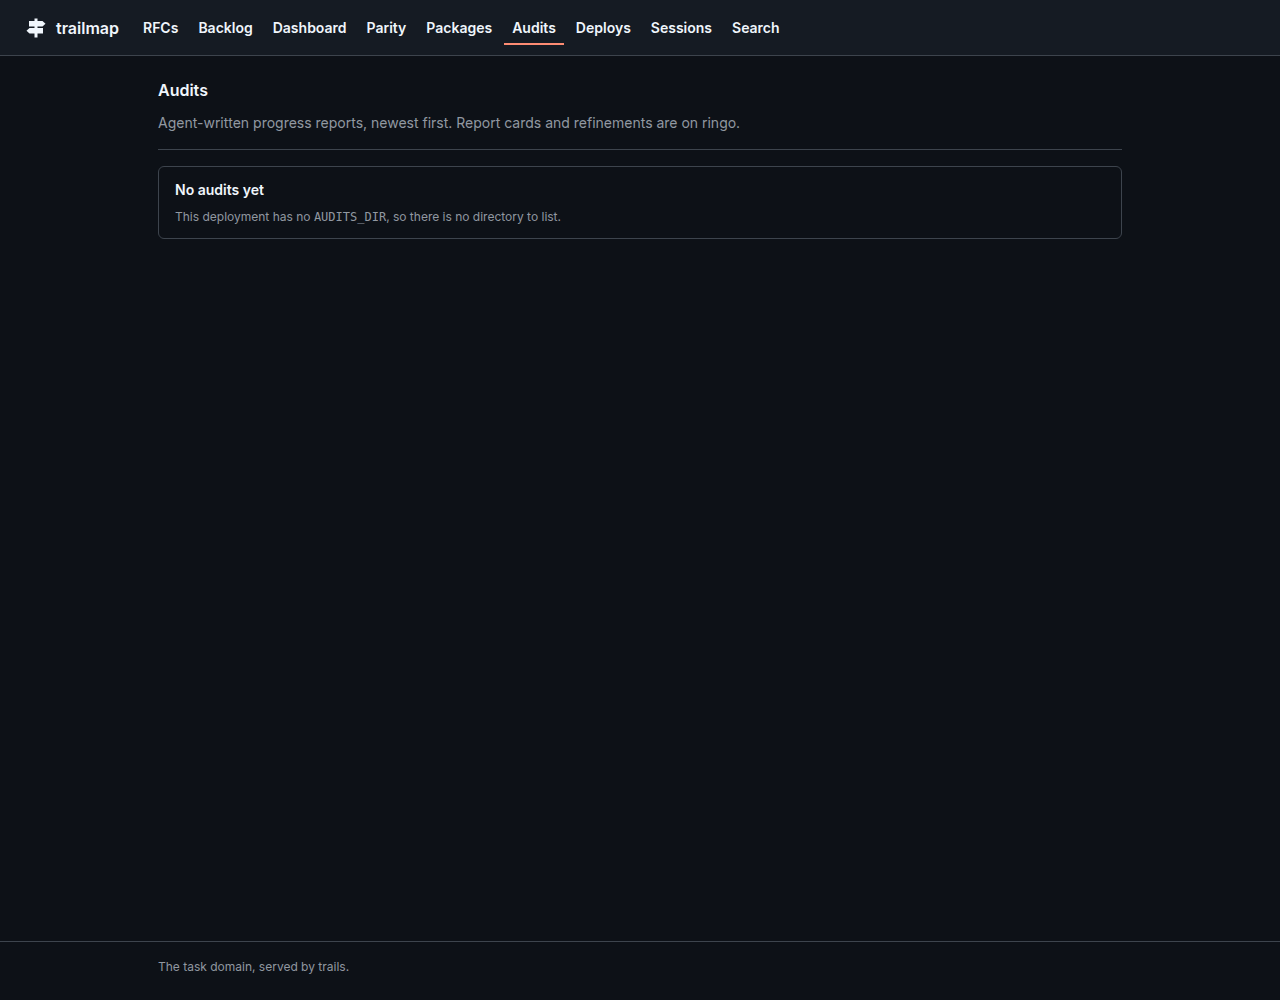 trailmap RFCs Backlog Dashboard Parity Packages Audits Deploys Sessions Search
Audits
Agent-written progress reports, newest first. Report cards and refinements are on ringo.
No audits yet
This deployment has no AUDITS_DIR, so there is no directory to list.
The task domain, served by trails.